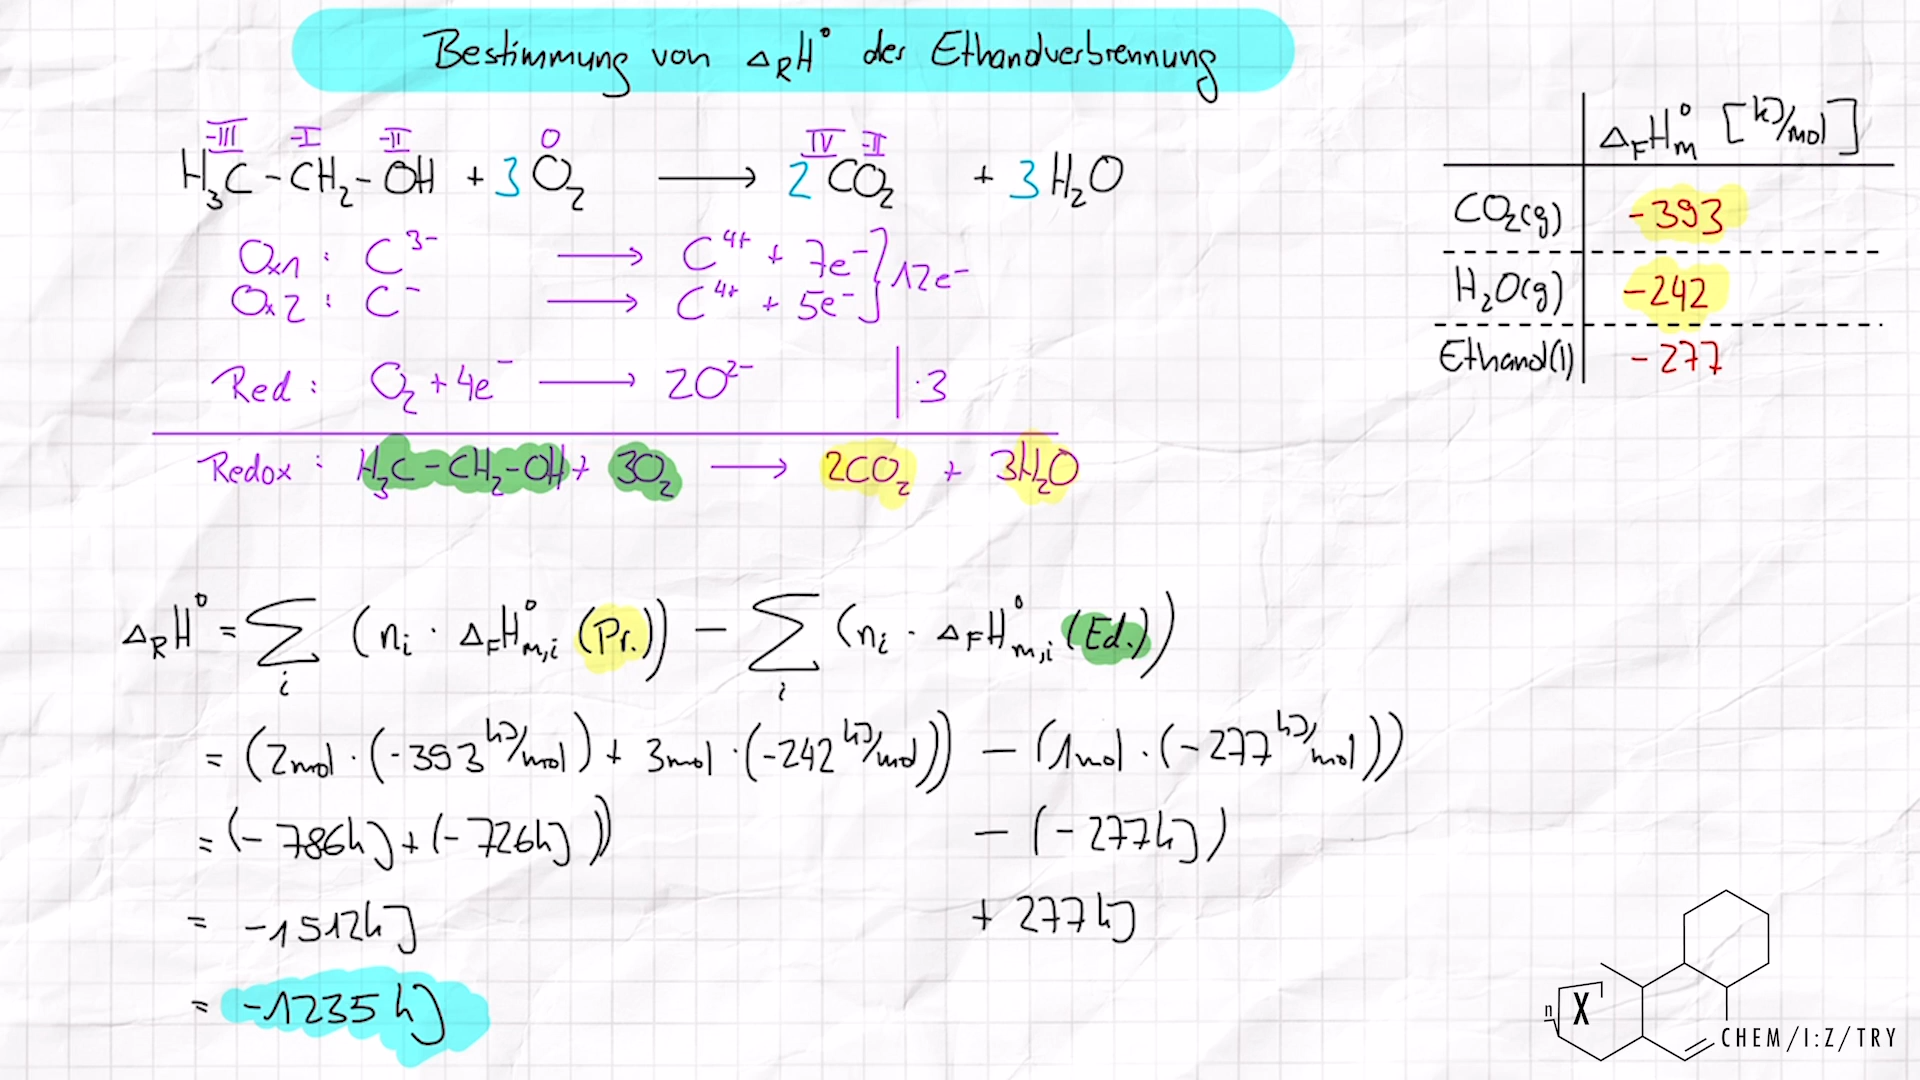 Bestimmung von ΔRH° der Ethanolverbrennung
-III -I -II 0 IV -II
H3C-CH2-OH + 3 O2 ⟶ 2 CO2 + 3 H2O
Ox1: C3- ⟶ C4+ + 7e-
Ox2: C- ⟶ C4+ + 5e- } 12e-
Red: O2 + 4e- ⟶ 2O2- | ·3
Redox: H3C-CH2-OH + 3O2 ⟶ 2CO2 + 3H2O
ΔFH°m [kJ/mol]
CO2(g) -393
H2O(g) -242
Ethanol(l) -277
ΔRH° = Σi (ni · ΔFH°m,i (Pr.)) - Σi (ni · ΔFH°m,i (Ed.))
= (2mol · (-393 kJ/mol) + 3mol · (-242 kJ/mol)) - (1mol · (-277 kJ/mol))
= (-786kJ + (-726kJ)) - (-277kJ)
= -1512kJ + 277kJ
= -1235kJ
n√X
CHEM/I:Z/TRY